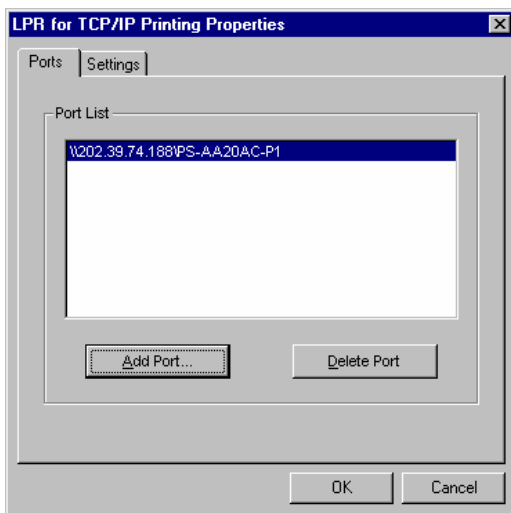 LPR for TCP/IP Printing Properties
Ports
Settings
Port List
\\202.39.74.188\PS-AA20AC-P1
Add Port...
Delete Port
OK
Cancel